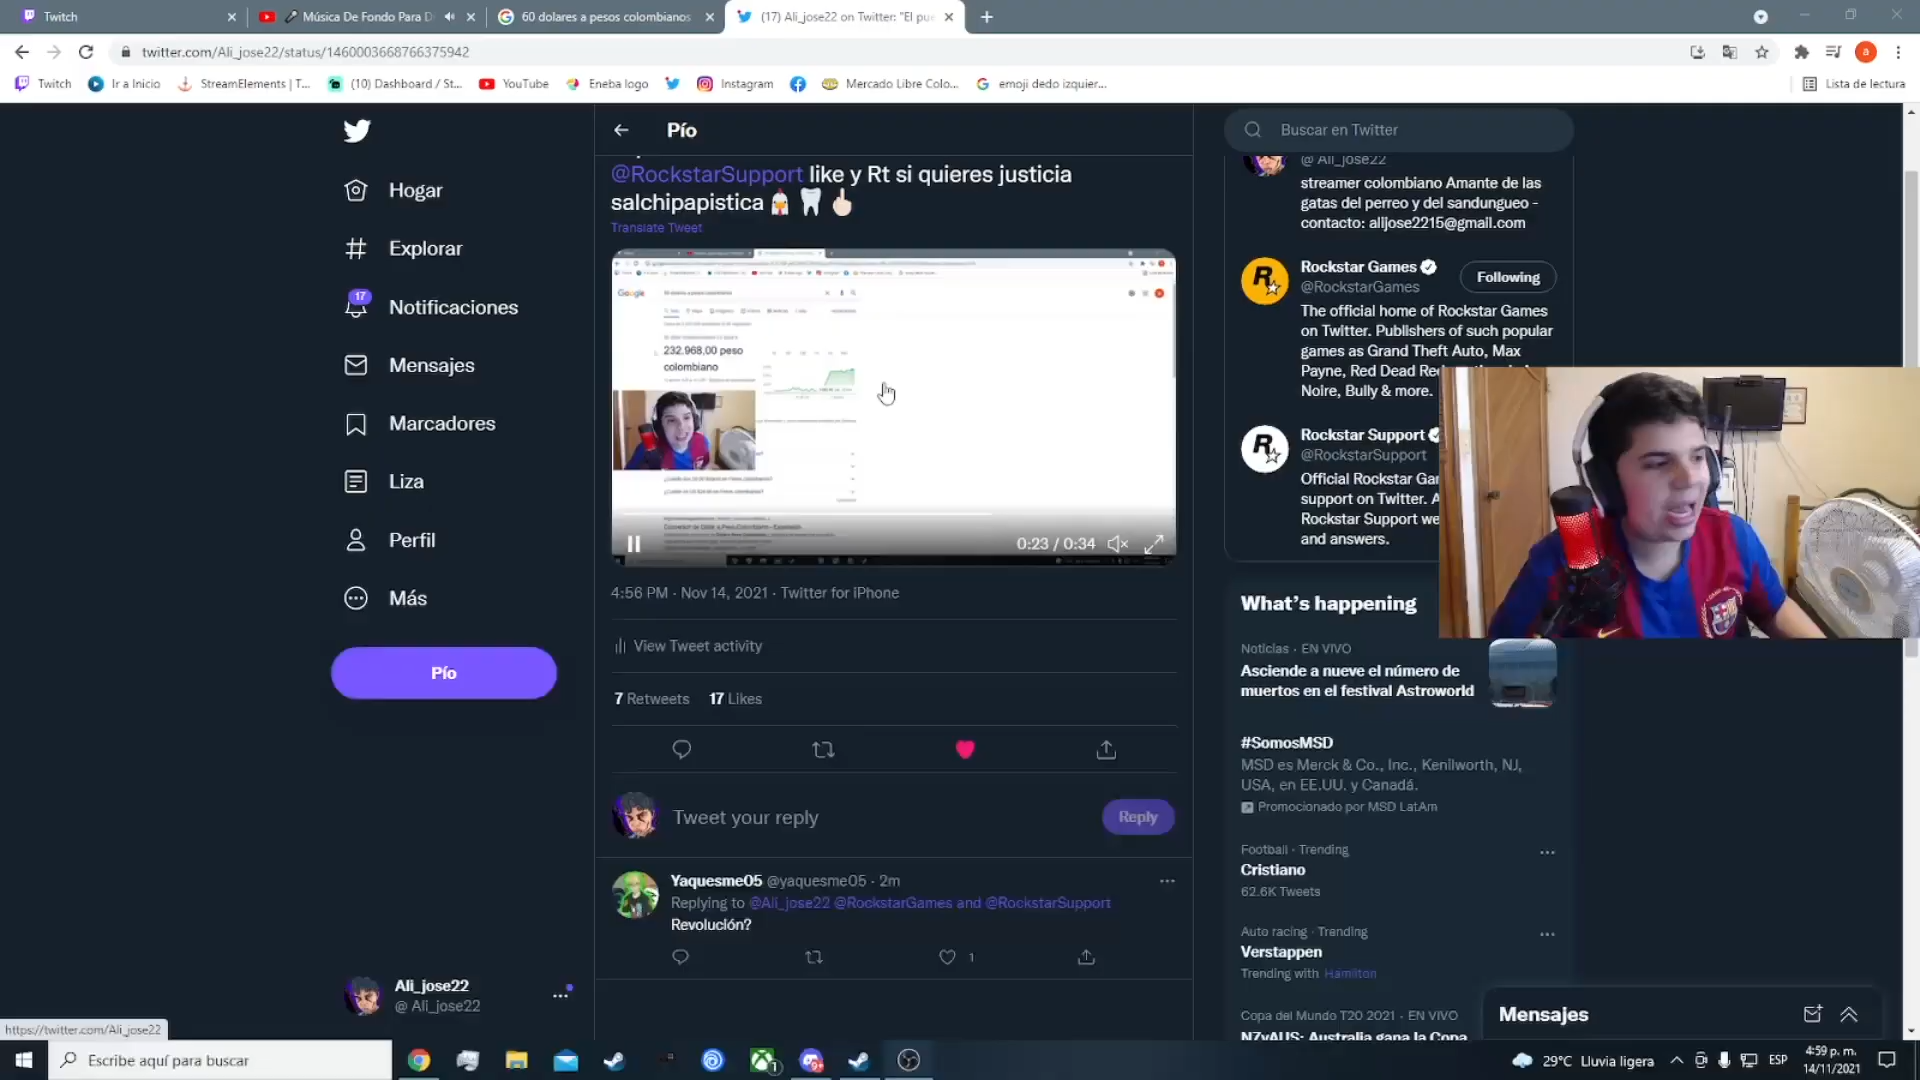 Twitch
Música De Fondo Para D
60 dolares a pesos colombianos
(17) Ali_jose22 on Twitter: "El pue
twitter.com/Ali_jose22/status/1460003668766375942
Twitch
Ir a Inicio
StreamElements | T...
(10) Dashboard / St...
YouTube
Eneba logo
Instagram
Mercado Libre Colo...
emoji dedo izquier...
Lista de lectura
Hogar
Explorar
17
Notificaciones
Mensajes
Marcadores
Liza
Perfil
Más
Pío
Ali_jose22
@Ali_jose22
https://twitter.com/Ali_jose22
Pío
@RockstarSupport like y Rt si quieres justicia
salchipapistica 🐔🦷👆🏻
Translate Tweet
Google
232.968,00 peso
colombiano
0:23 / 0:34
4:56 PM · Nov 14, 2021 · Twitter for iPhone
View Tweet activity
7 Retweets 17 Likes
Tweet your reply
Reply
Yaquesme05 @yaquesme05 · 2m
Replying to @Ali_jose22 @RockstarGames and @RockstarSupport
Revolución?
1
Buscar en Twitter
@Ali_jose22
streamer colombiano Amante de las
gatas del perreo y del sandungueo -
contacto: alijose2215@gmail.com
Rockstar Games
@RockstarGames
Following
The official home of Rockstar Games
on Twitter. Publishers of such popular
games as Grand Theft Auto, Max
Payne, Red Dead
Noire, Bully & more.
Rockstar Support
@RockstarSupport
Official Rockstar
support on Twitter.
Rockstar Support
and answers.
What's happening
Noticias · EN VIVO
Asciende a nueve el número de
muertos en el festival Astroworld
#SomosMSD
MSD es Merck & Co., Inc., Kenilworth, NJ,
USA, en EE.UU. y Canadá.
Promocionado por MSD LatAm
Football · Trending
Cristiano
62.6K Tweets
Auto racing · Trending
Verstappen
Trending with Hamilton
Copa del Mundo T20 2021 · EN VIVO
NZvAUS: Australia gana la Copa
Mensajes
Escribe aquí para buscar
29°C Lluvia ligera
ESP
4:59 p. m.
14/11/2021